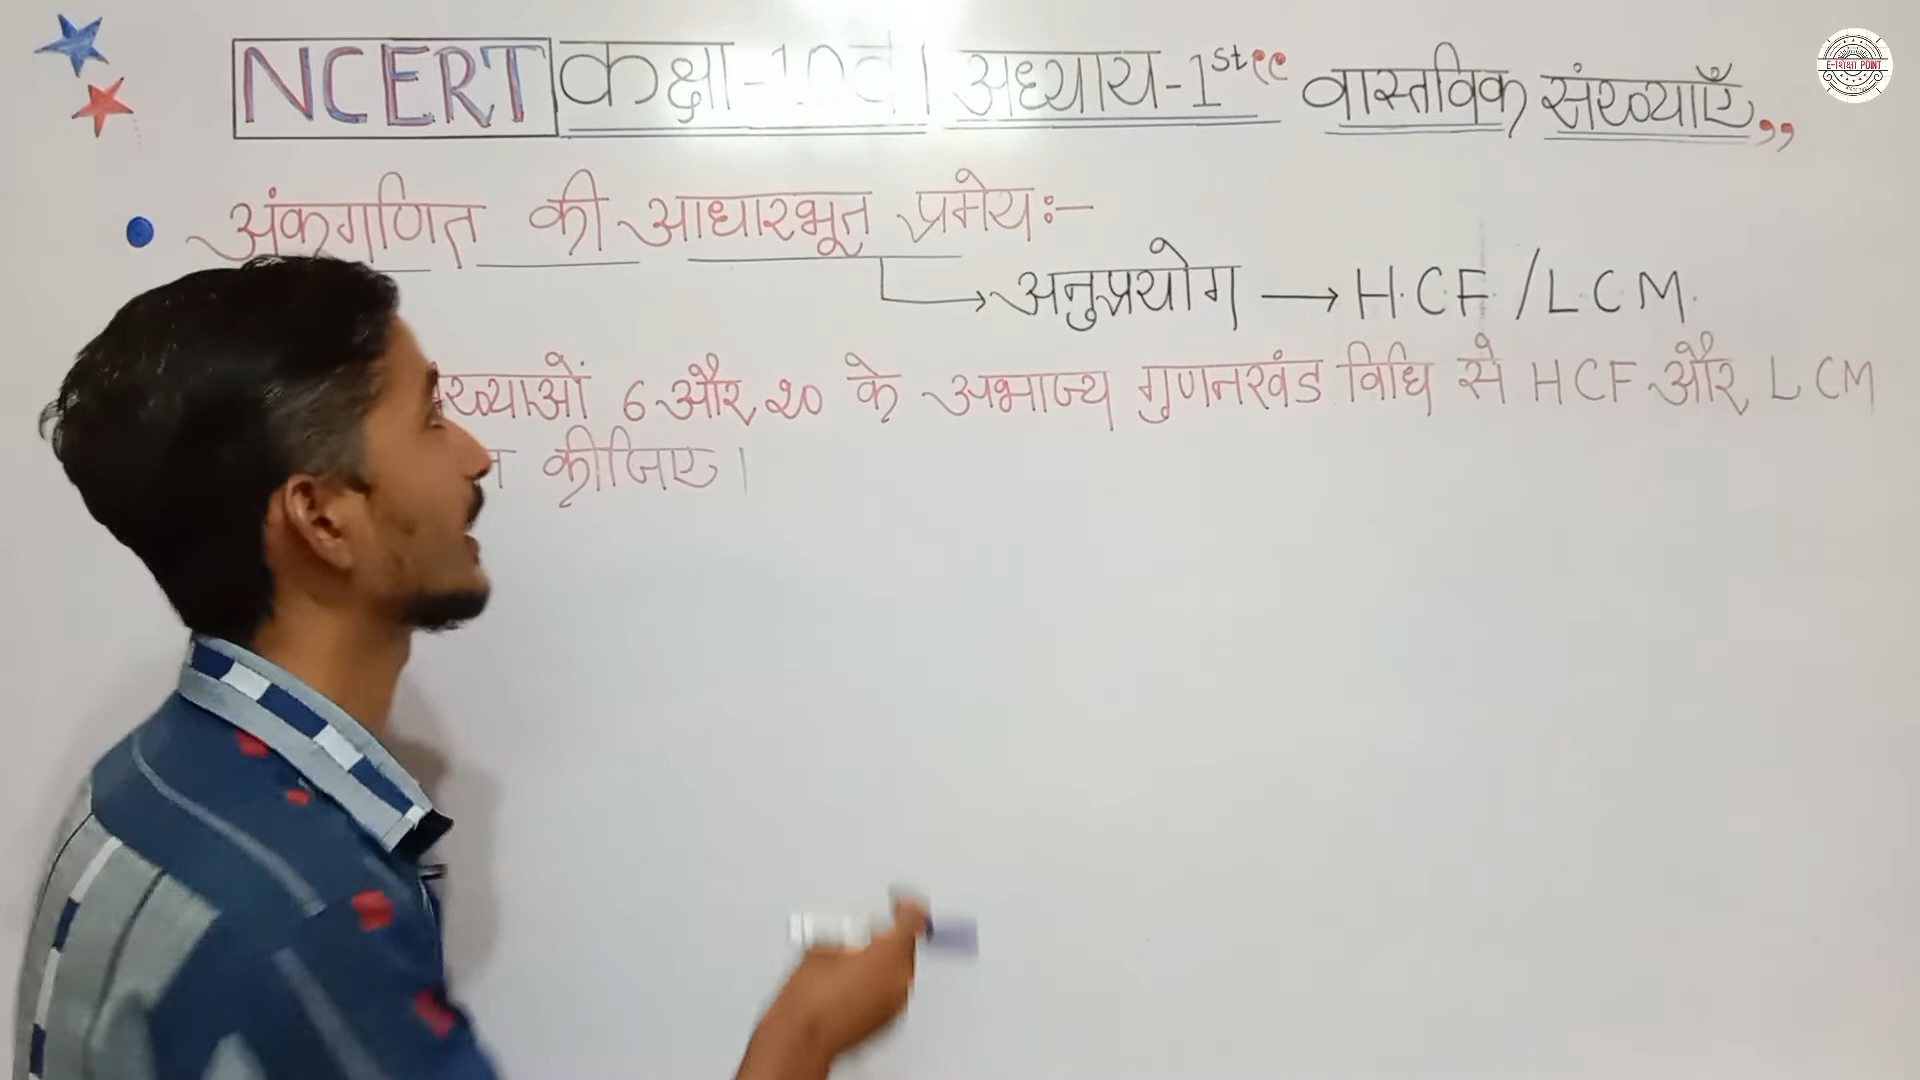 NCERT कक्षा-10वीं अध्याय-1st “ वास्तविक संख्याएँ ,,
E-शिक्षा POINT
• अंकगणित की आधारभूत प्रमेय :-
→ अनुप्रयोग → H.C.F /L.C.M.
ख्याओं 6 और 20 के अभाज्य गुणनखंड विधि से HCF और LCM
कीजिए।